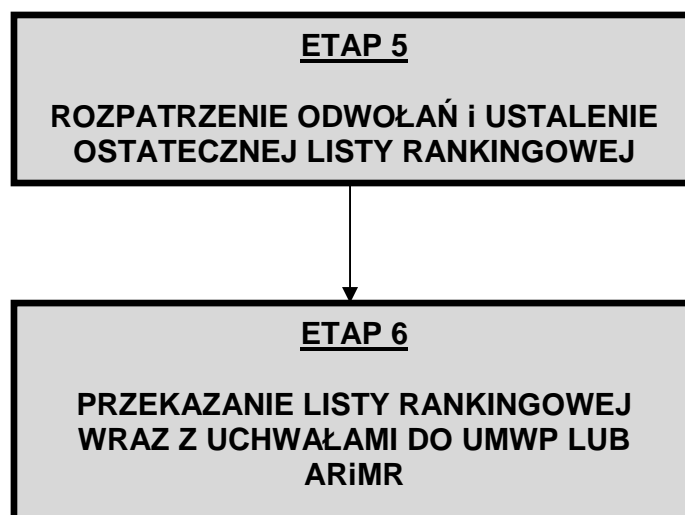 ETAP 5
ROZPATRZENIE ODWOŁAŃ i USTALENIE
OSTATECZNEJ LISTY RANKINGOWEJ
ETAP 6
PRZEKAZANIE LISTY RANKINGOWEJ
WRAZ Z UCHWAŁAMI DO UMWP LUB
ARiMR